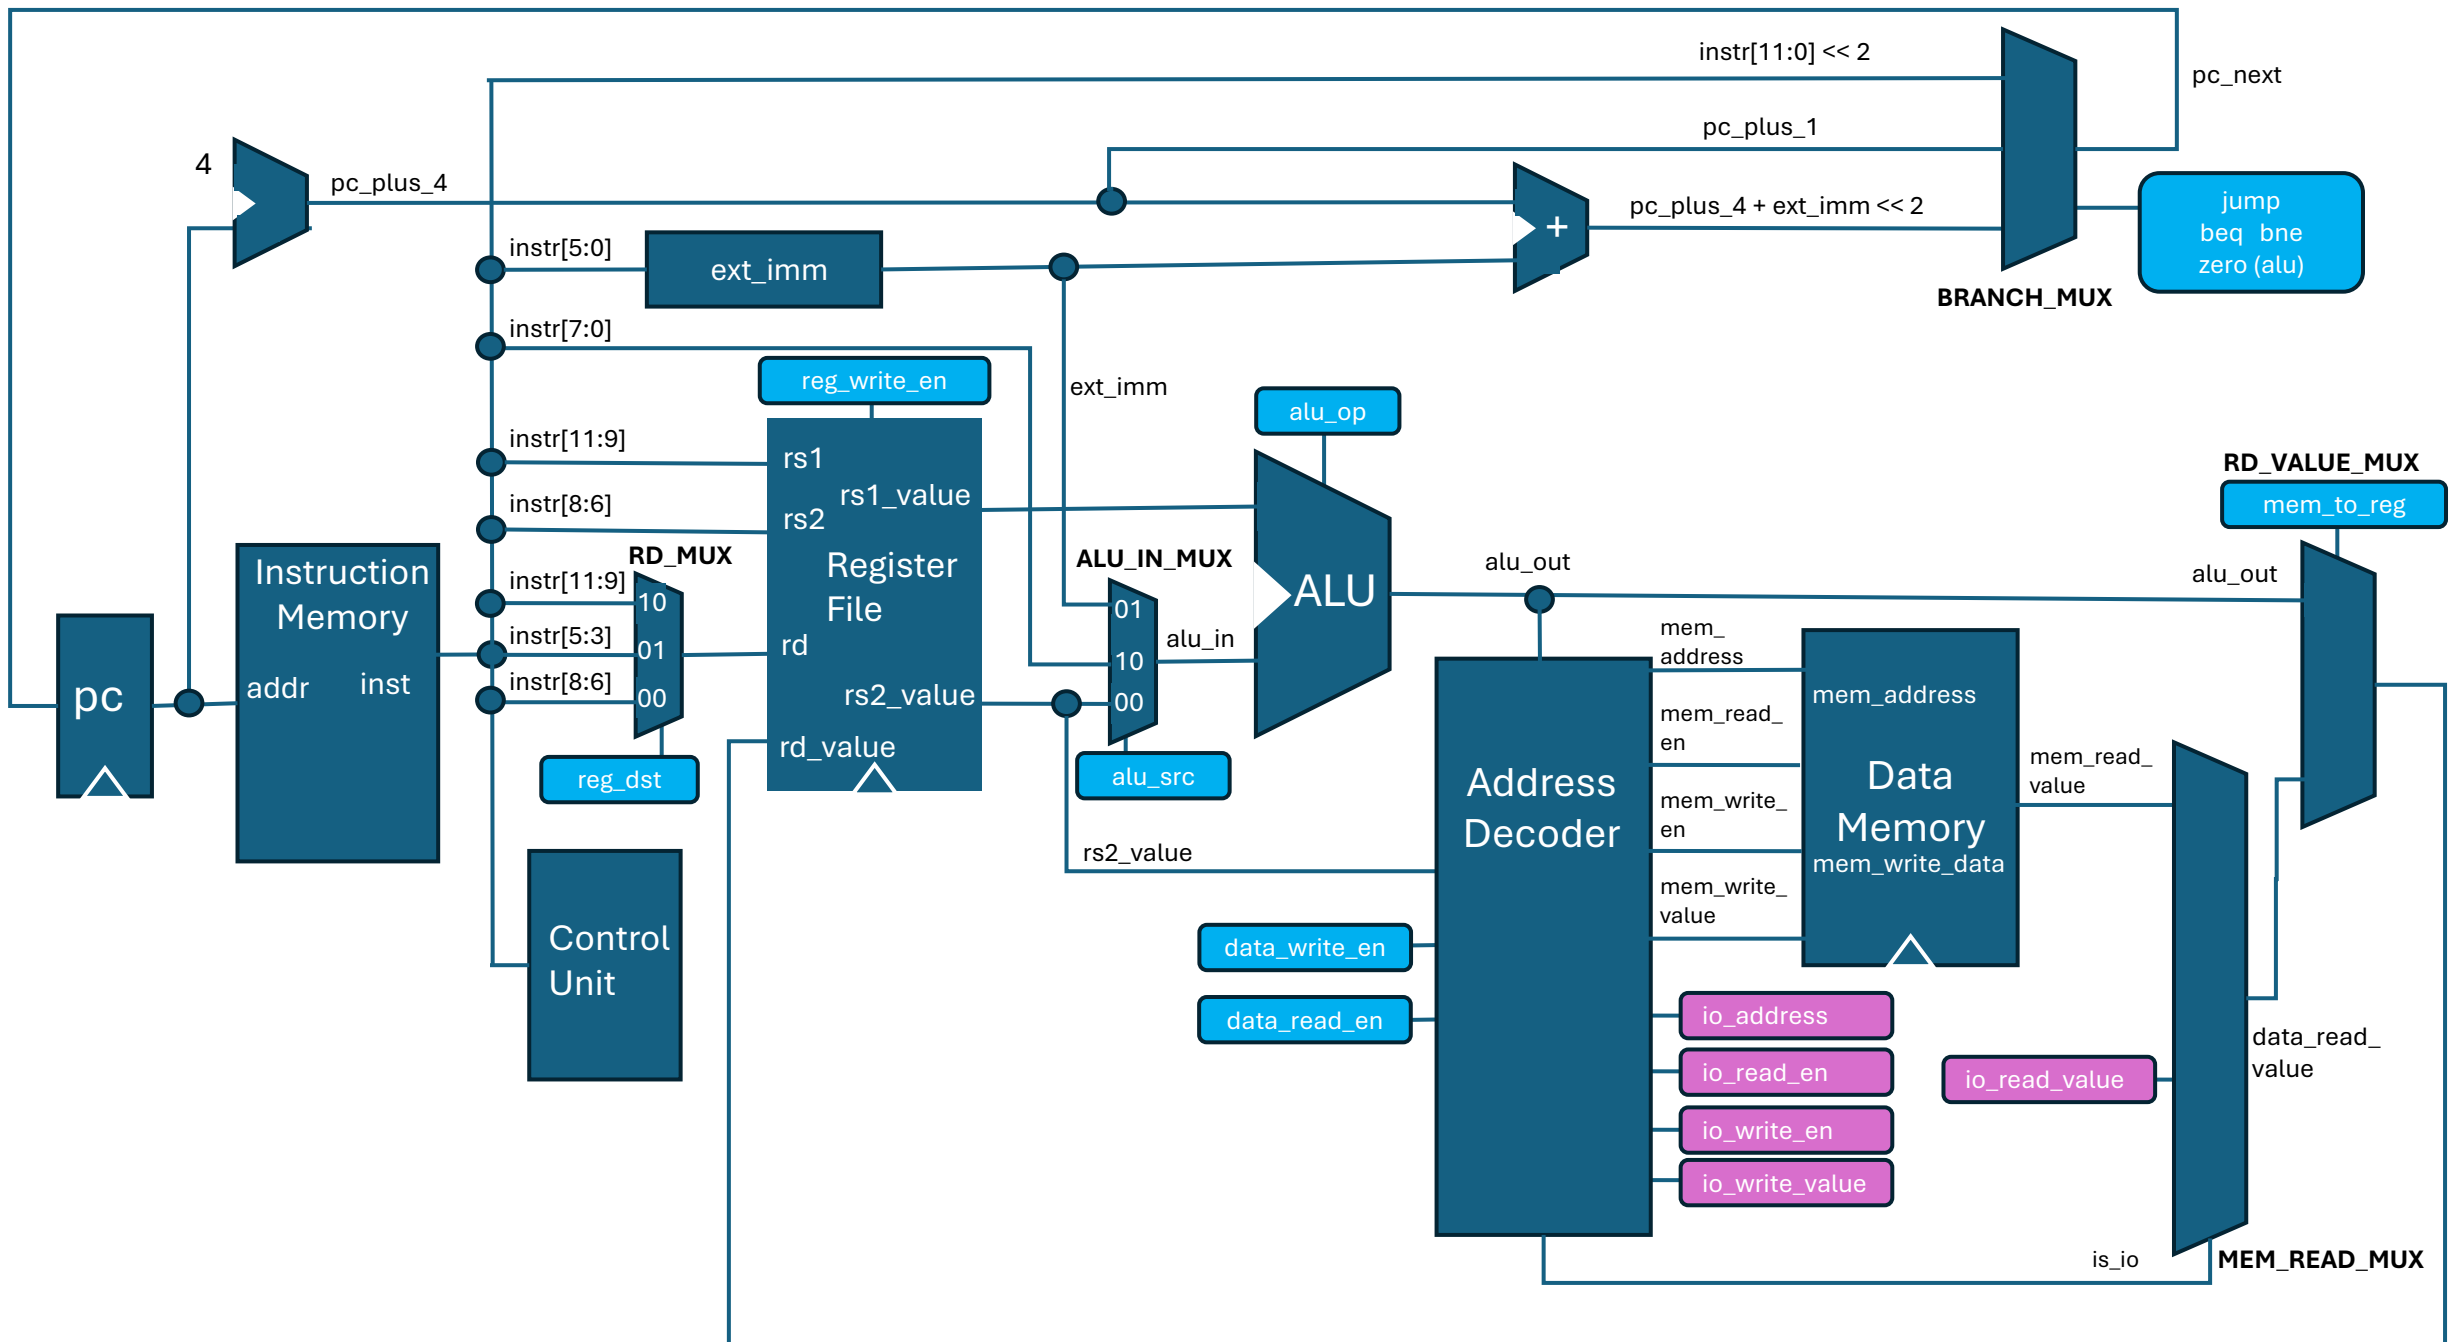 instr[11:0] << 2
pc_next
pc_plus_1
4
pc_plus_4
pc_plus_4 + ext_imm << 2
+
jump
beq bne
zero (alu)
BRANCH_MUX
instr[5:0]
ext_imm
instr[7:0]
reg_write_en
ext_imm
alu_op
instr[11:9]
rs1
rs1_value
instr[8:6]
rs2
RD_VALUE_MUX
mem_to_reg
RD_MUX
Register
File
ALU_IN_MUX
alu_out
alu_out
Instruction
Memory
addr
inst
instr[11:9]
10
instr[5:3]
01
instr[8:6]
00
rd
rs2_value
rd_value
01
10
00
alu_in
ALU
pc
reg_dst
alu_src
mem_
address
mem_address
mem_read_
en
Address
Decoder
mem_write_
en
Data
Memory
mem_write_data
mem_read_
value
rs2_value
mem_write_
value
Control
Unit
data_write_en
data_read_en
io_address
io_read_en
io_write_en
io_write_value
io_read_value
data_read_
value
is_io
MEM_READ_MUX